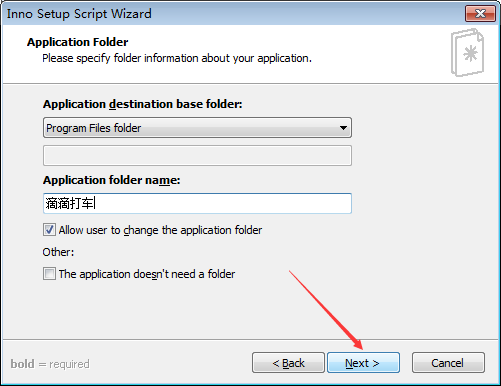 Inno Setup Script Wizard
Application Folder
Please specify folder information about your application.
Application destination base folder:
Program Files folder
Application folder name:
滴滴打车
Allow user to change the application folder
Other:
The application doesn't need a folder
bold = required
< Back
Next >
Cancel